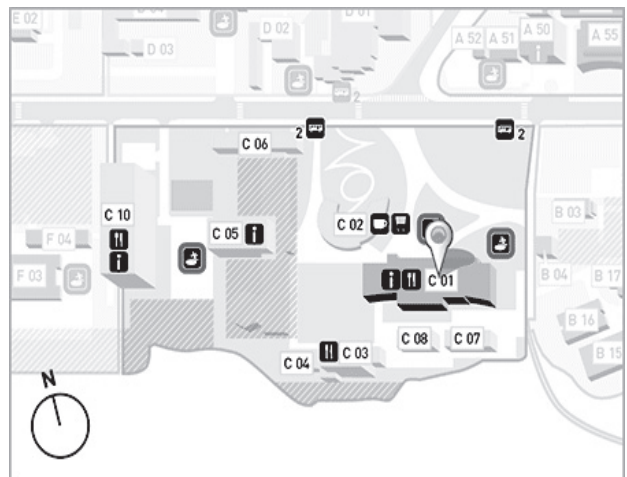 E 02
D 03
D 02
D 01
A 52
A 51
A 50
A 55
2
2
2
C 06
C 10
C 05
C 02
C 01
B 03
F 04
F 03
B 04
B 17
B 16
B 15
C 08
C 07
C 04
C 03
N